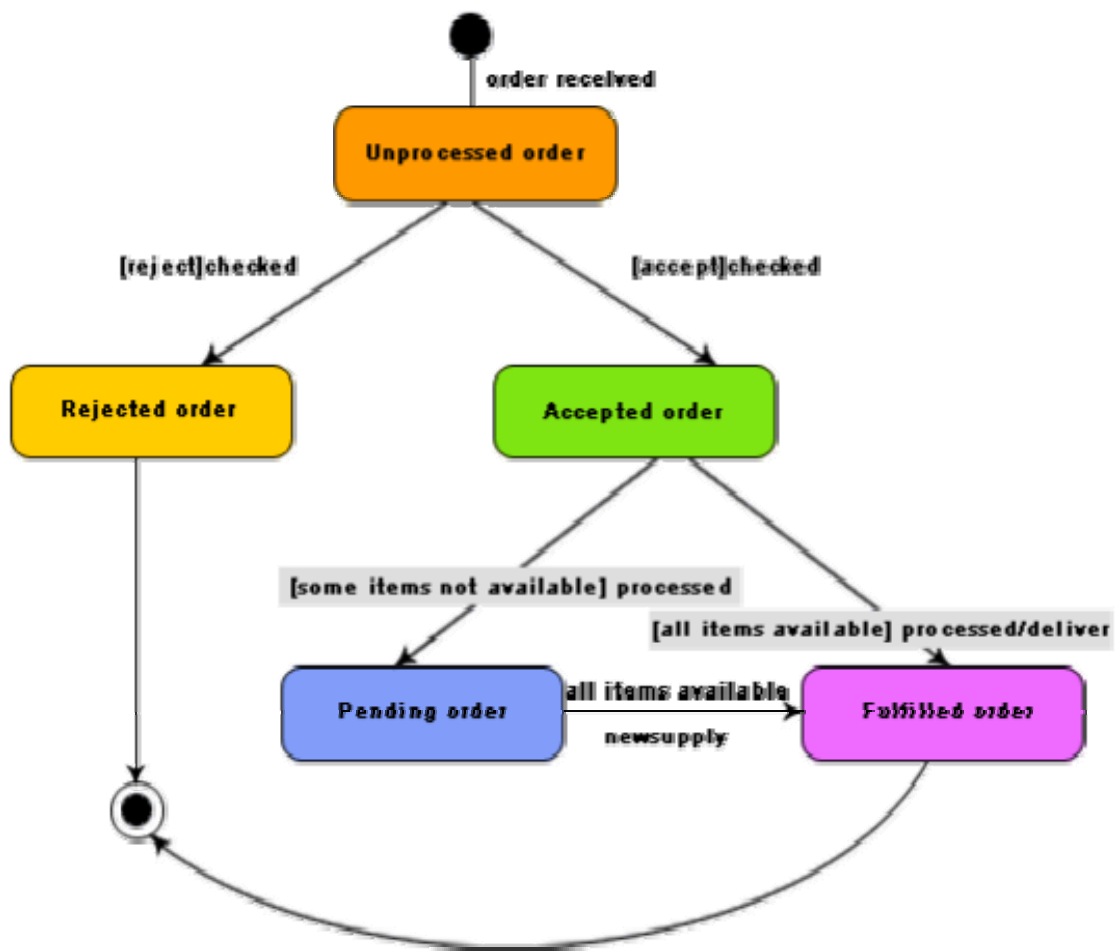 order received
Unprocessed order
[reject]checked
[accept]checked
Rejected order
Accepted order
[some items not available] processed
[all items available] processed/deliver
Pending order
all items available
newsupply
Fulfilled order